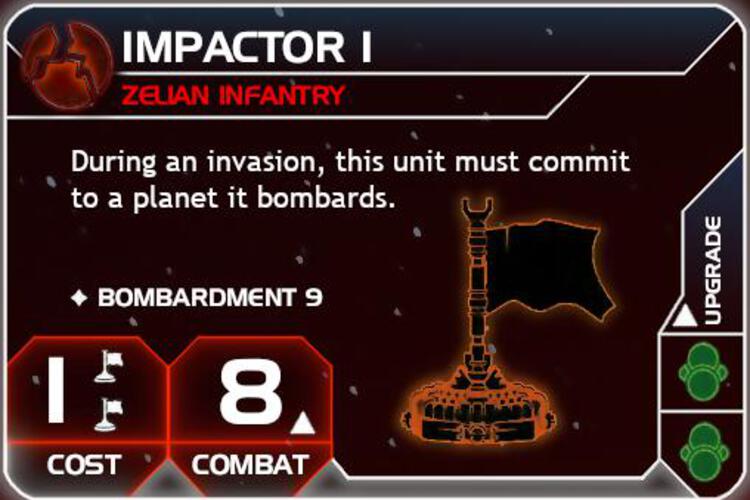 IMPACTOR I
ZELIAN INFANTRY
During an invasion, this unit must commit
to a planet it bombards.
BOMBARDMENT 9
UPGRADE
1
COST
8
COMBAT